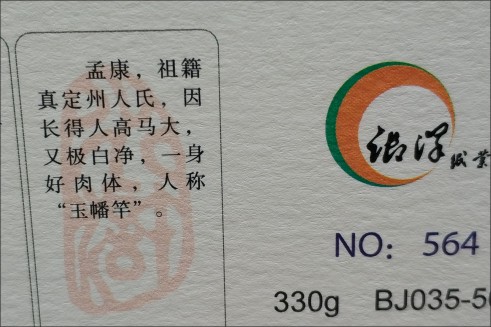 孟康，祖籍
真定州人氏，因
长得人高马大，
又极白净，一身
好肉体，人称
“玉幡竿”。
纸业
NO：564
330g BJ035-50